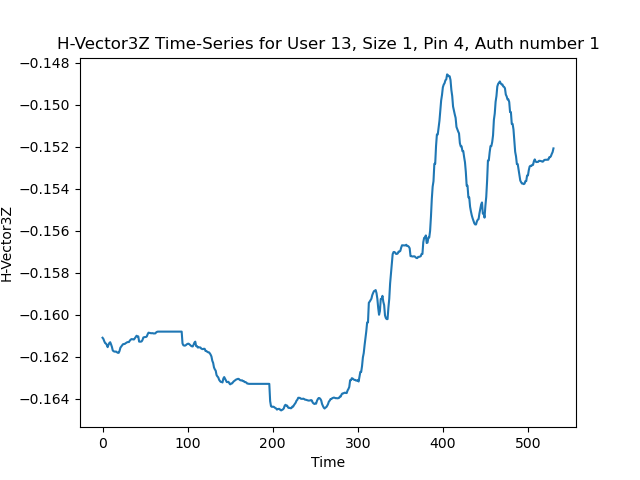 H-Vector3Z Time-Series for User 13, Size 1, Pin 4, Auth number 1
−0.148
−0.150
−0.152
−0.154
−0.156
−0.158
−0.160
−0.162
−0.164
H-Vector3Z
0 100 200 300 400 500
Time